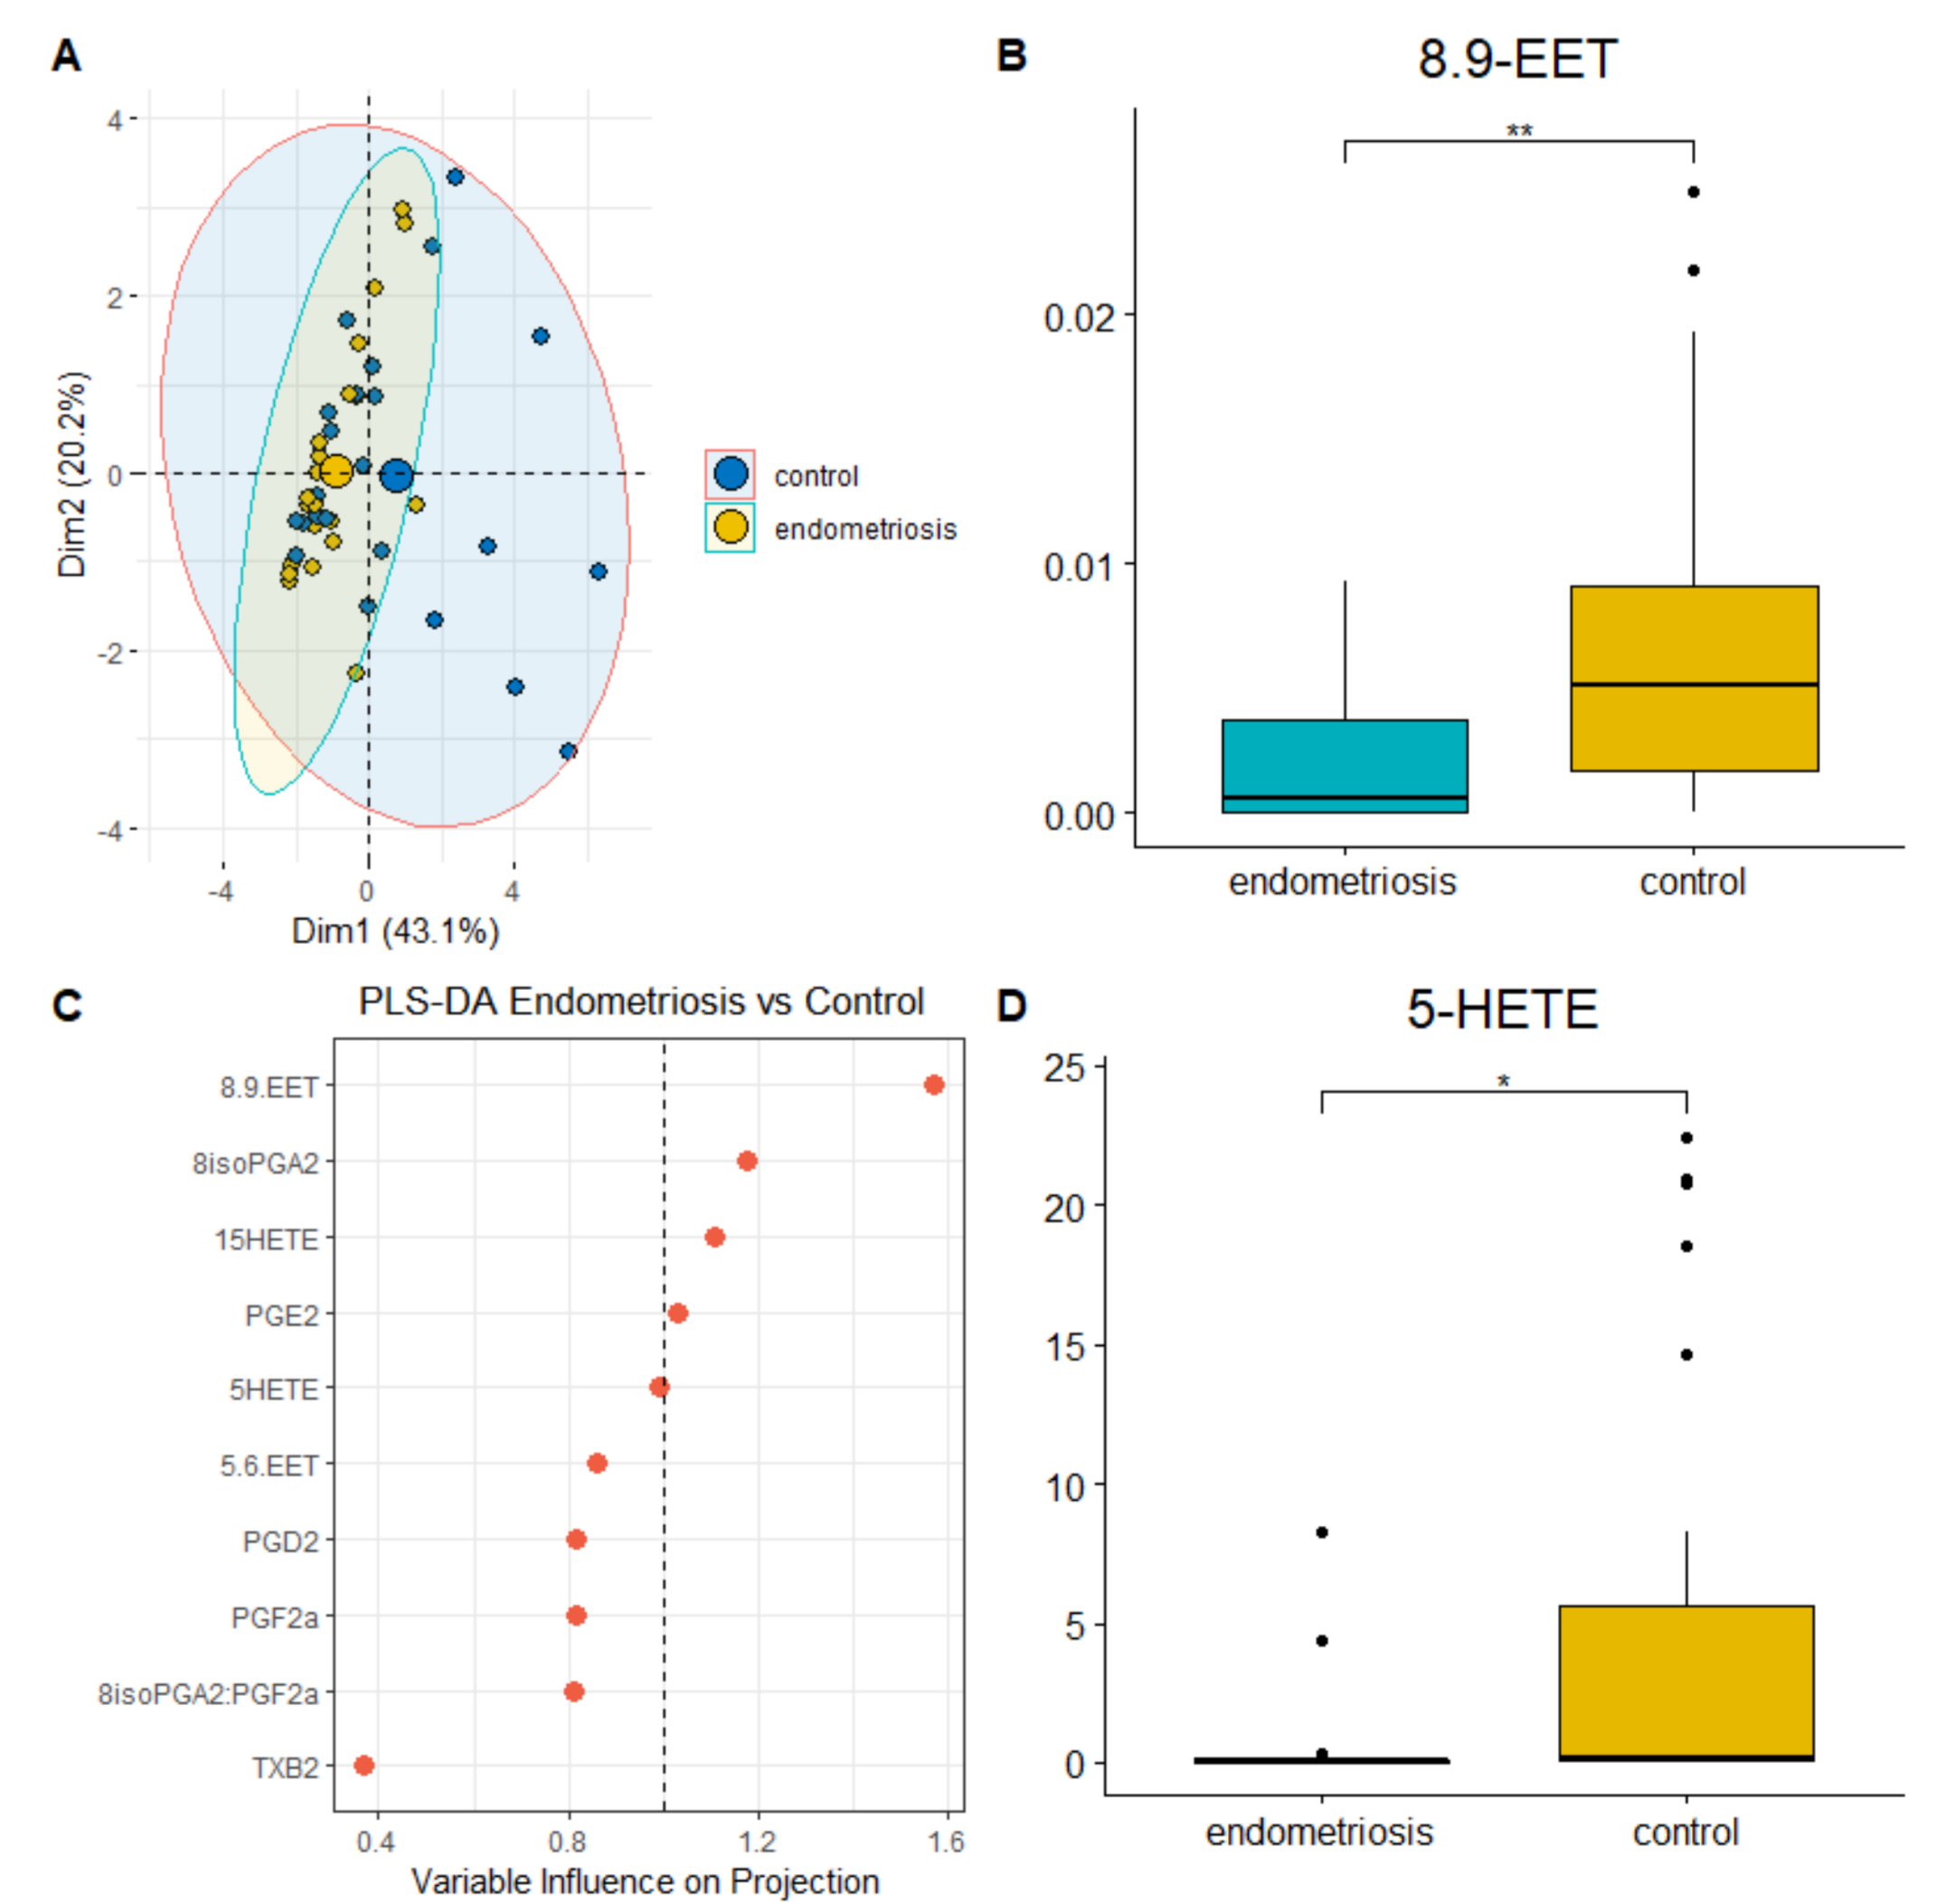 A
4
2
0
-2
-4
Dim2 (20.2%)
-4 0 4
Dim1 (43.1%)
control
endometriosis
B
8.9-EET
**
0.02
0.01
0.00
endometriosis control
C
PLS-DA Endometriosis vs Control
8.9.EET
8isoPGA2
15HETE
PGE2
5HETE
5.6.EET
PGD2
PGF2a
8isoPGA2:PGF2a
TXB2
0.4 0.8 1.2 1.6
Variable Influence on Projection
D
5-HETE
*
25
20
15
10
5
0
endometriosis control